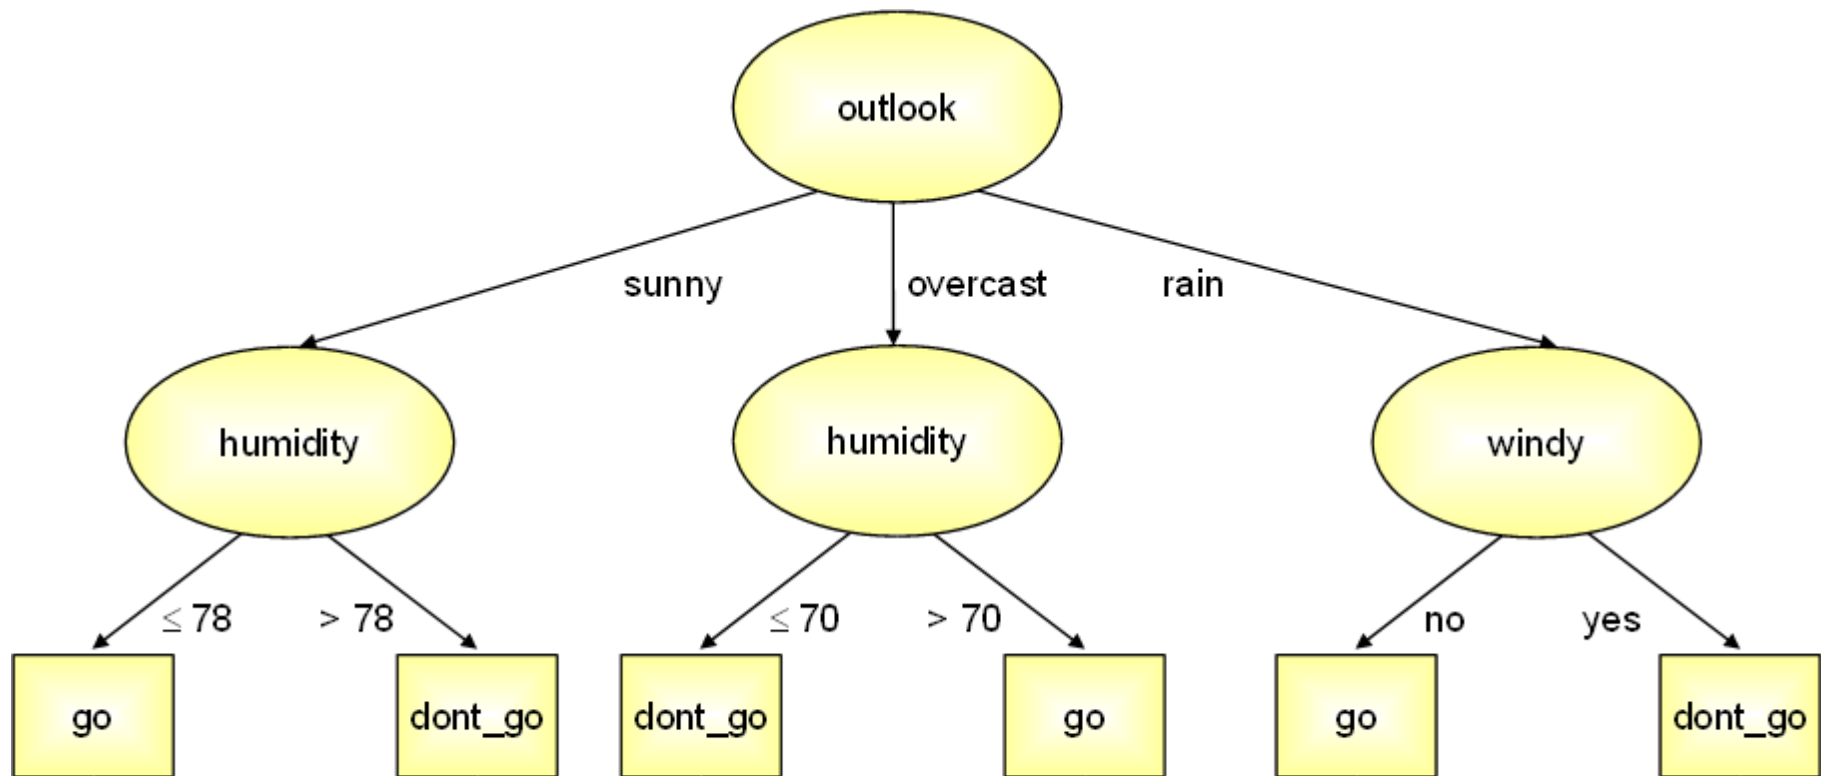 outlook
sunny
overcast
rain
humidity
humidity
windy
≤ 78
> 78
≤ 70
> 70
no
yes
go
dont_go
dont_go
go
go
dont_go